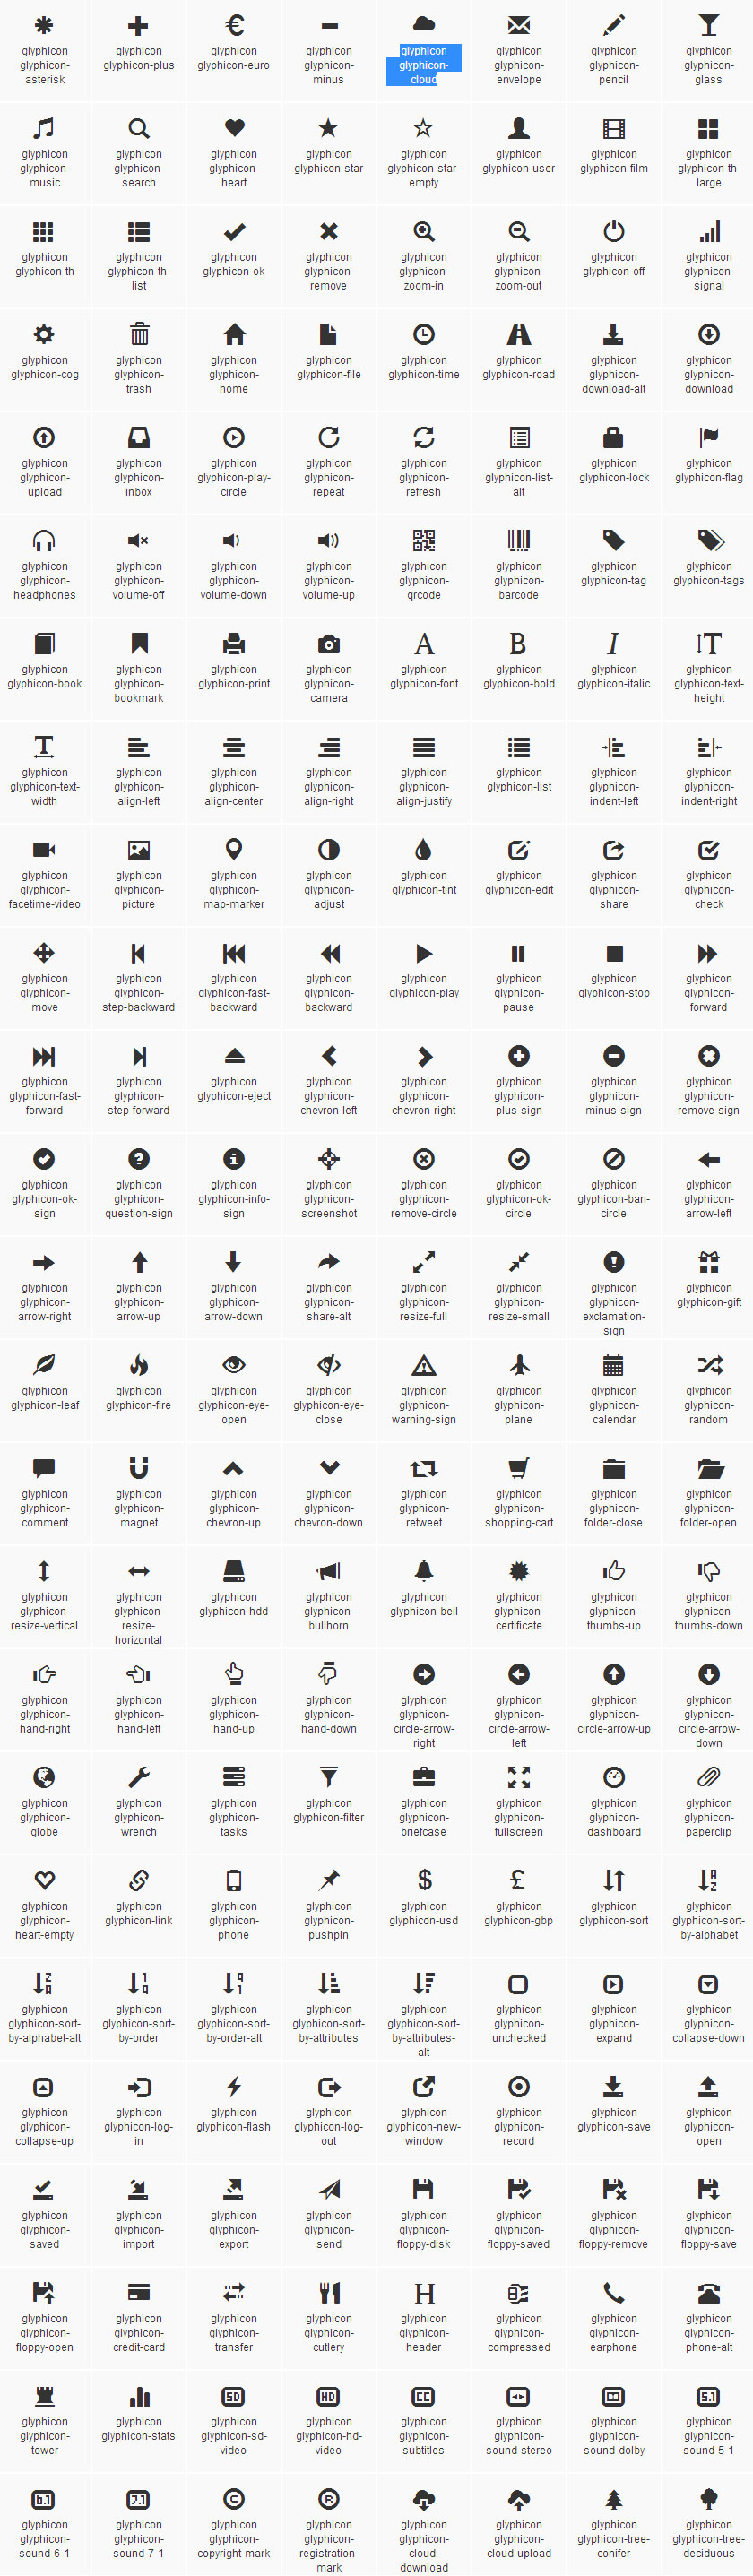 glyphicon
glyphicon-
asterisk
glyphicon
glyphicon-plus
glyphicon
glyphicon-euro
glyphicon
glyphicon-
minus
glyphicon
glyphicon-
cloud
glyphicon
glyphicon-
envelope
glyphicon
glyphicon-
pencil
glyphicon
glyphicon-
glass
glyphicon
glyphicon-
music
glyphicon
glyphicon-
search
glyphicon
glyphicon-
heart
glyphicon
glyphicon-star
glyphicon
glyphicon-star-
empty
glyphicon
glyphicon-user
glyphicon
glyphicon-film
glyphicon
glyphicon-th-
large
glyphicon
glyphicon-th
glyphicon
glyphicon-th-
list
glyphicon
glyphicon-ok
glyphicon
glyphicon-
remove
glyphicon
glyphicon-
zoom-in
glyphicon
glyphicon-
zoom-out
glyphicon
glyphicon-off
glyphicon
glyphicon-
signal
glyphicon
glyphicon-cog
glyphicon
glyphicon-
trash
glyphicon
glyphicon-
home
glyphicon
glyphicon-file
glyphicon
glyphicon-time
glyphicon
glyphicon-road
glyphicon
glyphicon-
download-alt
glyphicon
glyphicon-
download
glyphicon
glyphicon-
upload
glyphicon
glyphicon-
inbox
glyphicon
glyphicon-play-
circle
glyphicon
glyphicon-
repeat
glyphicon
glyphicon-
refresh
glyphicon
glyphicon-list-
alt
glyphicon
glyphicon-lock
glyphicon
glyphicon-flag
glyphicon
glyphicon-
headphones
glyphicon
glyphicon-
volume-off
glyphicon
glyphicon-
volume-down
glyphicon
glyphicon-
volume-up
glyphicon
glyphicon-
qrcode
glyphicon
glyphicon-
barcode
glyphicon
glyphicon-tag
glyphicon
glyphicon-tags
glyphicon
glyphicon-book
glyphicon
glyphicon-
bookmark
glyphicon
glyphicon-print
glyphicon
glyphicon-
camera
A
glyphicon
glyphicon-font
B
glyphicon
glyphicon-bold
I
glyphicon
glyphicon-italic
T
glyphicon
glyphicon-text-
height
T
glyphicon
glyphicon-text-
width
glyphicon
glyphicon-
align-left
glyphicon
glyphicon-
align-center
glyphicon
glyphicon-
align-right
glyphicon
glyphicon-
align-justify
glyphicon
glyphicon-list
glyphicon
glyphicon-
indent-left
glyphicon
glyphicon-
indent-right
glyphicon
glyphicon-
facetime-video
glyphicon
glyphicon-
picture
glyphicon
glyphicon-
map-marker
glyphicon
glyphicon-
adjust
glyphicon
glyphicon-tint
glyphicon
glyphicon-edit
glyphicon
glyphicon-
share
glyphicon
glyphicon-
check
glyphicon
glyphicon-
move
glyphicon
glyphicon-
step-backward
glyphicon
glyphicon-fast-
backward
glyphicon
glyphicon-
backward
glyphicon
glyphicon-play
glyphicon
glyphicon-
pause
glyphicon
glyphicon-stop
glyphicon
glyphicon-
forward
glyphicon
glyphicon-fast-
forward
glyphicon
glyphicon-
step-forward
glyphicon
glyphicon-eject
glyphicon
glyphicon-
chevron-left
glyphicon
glyphicon-
chevron-right
glyphicon
glyphicon-
plus-sign
glyphicon
glyphicon-
minus-sign
glyphicon
glyphicon-
remove-sign
glyphicon
glyphicon-ok-
sign
glyphicon
glyphicon-
question-sign
glyphicon
glyphicon-info-
sign
glyphicon
glyphicon-
screenshot
glyphicon
glyphicon-
remove-circle
glyphicon
glyphicon-ok-
circle
glyphicon
glyphicon-ban-
circle
glyphicon
glyphicon-
arrow-left
glyphicon
glyphicon-
arrow-right
glyphicon
glyphicon-
arrow-up
glyphicon
glyphicon-
arrow-down
glyphicon
glyphicon-
share-alt
glyphicon
glyphicon-
resize-full
glyphicon
glyphicon-
resize-small
glyphicon
glyphicon-
exclamation-
sign
glyphicon
glyphicon-gift
glyphicon
glyphicon-leaf
glyphicon
glyphicon-fire
glyphicon
glyphicon-eye-
open
glyphicon
glyphicon-eye-
close
glyphicon
glyphicon-
warning-sign
glyphicon
glyphicon-
plane
glyphicon
glyphicon-
calendar
glyphicon
glyphicon-
random
glyphicon
glyphicon-
comment
glyphicon
glyphicon-
magnet
glyphicon
glyphicon-
chevron-up
glyphicon
glyphicon-
chevron-down
glyphicon
glyphicon-
retweet
glyphicon
glyphicon-
shopping-cart
glyphicon
glyphicon-
folder-close
glyphicon
glyphicon-
folder-open
glyphicon
glyphicon-
resize-vertical
glyphicon
glyphicon-
resize-
horizontal
glyphicon
glyphicon-hdd
glyphicon
glyphicon-
bullhorn
glyphicon
glyphicon-bell
glyphicon
glyphicon-
certificate
glyphicon
glyphicon-
thumbs-up
glyphicon
glyphicon-
thumbs-down
glyphicon
glyphicon-
hand-right
glyphicon
glyphicon-
hand-left
glyphicon
glyphicon-
hand-up
glyphicon
glyphicon-
hand-down
glyphicon
glyphicon-
circle-arrow-
right
glyphicon
glyphicon-
circle-arrow-
left
glyphicon
glyphicon-
circle-arrow-up
glyphicon
glyphicon-
circle-arrow-
down
glyphicon
glyphicon-
globe
glyphicon
glyphicon-
wrench
glyphicon
glyphicon-
tasks
glyphicon
glyphicon-filter
glyphicon
glyphicon-
briefcase
glyphicon
glyphicon-
fullscreen
glyphicon
glyphicon-
dashboard
glyphicon
glyphicon-
paperclip
glyphicon
glyphicon-
heart-empty
glyphicon
glyphicon-link
glyphicon
glyphicon-
phone
glyphicon
glyphicon-
pushpin
$
glyphicon
glyphicon-usd
£
glyphicon
glyphicon-gbp
glyphicon
glyphicon-sort
glyphicon
glyphicon-sort-
by-alphabet
glyphicon
glyphicon-sort-
by-alphabet-alt
glyphicon
glyphicon-sort-
by-order
glyphicon
glyphicon-sort-
by-order-alt
glyphicon
glyphicon-sort-
by-attributes
glyphicon
glyphicon-sort-
by-attributes-
alt
glyphicon
glyphicon-
unchecked
glyphicon
glyphicon-
expand
glyphicon
glyphicon-
collapse-down
glyphicon
glyphicon-
collapse-up
glyphicon
glyphicon-log-
in
glyphicon
glyphicon-flash
glyphicon
glyphicon-log-
out
glyphicon
glyphicon-new-
window
glyphicon
glyphicon-
record
glyphicon
glyphicon-save
glyphicon
glyphicon-
open
glyphicon
glyphicon-
saved
glyphicon
glyphicon-
import
glyphicon
glyphicon-
export
glyphicon
glyphicon-
send
glyphicon
glyphicon-
floppy-disk
glyphicon
glyphicon-
floppy-saved
glyphicon
glyphicon-
floppy-remove
glyphicon
glyphicon-
floppy-save
glyphicon
glyphicon-
floppy-open
glyphicon
glyphicon-
credit-card
glyphicon
glyphicon-
transfer
glyphicon
glyphicon-
cutlery
H
glyphicon
glyphicon-
header
glyphicon
glyphicon-
compressed
glyphicon
glyphicon-
earphone
glyphicon
glyphicon-
phone-alt
glyphicon
glyphicon-
tower
glyphicon
glyphicon-stats
SD
glyphicon
glyphicon-sd-
video
HD
glyphicon
glyphicon-hd-
video
CC
glyphicon
glyphicon-
subtitles
glyphicon
glyphicon-
sound-stereo
glyphicon
glyphicon-
sound-dolby
5.1
glyphicon
glyphicon-
sound-5-1
6.1
glyphicon
glyphicon-
sound-6-1
7.1
glyphicon
glyphicon-
sound-7-1
©
glyphicon
glyphicon-
copyright-mark
®
glyphicon
glyphicon-
registration-
mark
glyphicon
glyphicon-
cloud-
download
glyphicon
glyphicon-
cloud-upload
glyphicon
glyphicon-tree-
conifer
glyphicon
glyphicon-tree-
deciduous